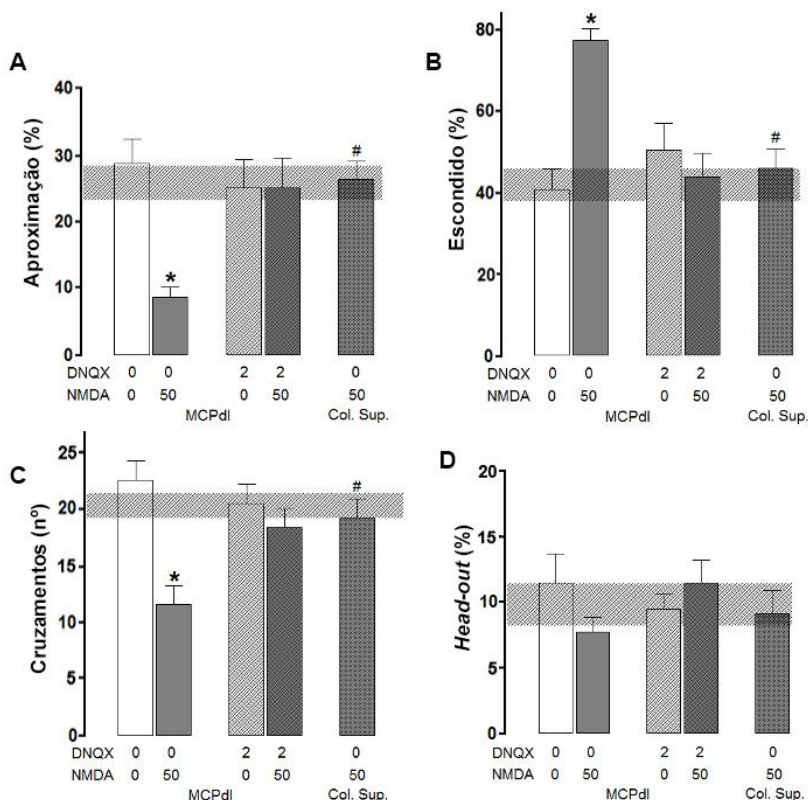 A
Aproximação (%)
40
30
20
10
0
*
#
DNQX 0 0 2 2 0
NMDA 0 50 0 50 50
MCPdl Col. Sup.
B
Escondido (%)
80
60
40
20
0
*
#
DNQX 0 0 2 2 0
NMDA 0 50 0 50 50
MCPdl Col. Sup.
C
Cruzamentos (nº)
25
20
15
10
5
0
*
#
DNQX 0 0 2 2 0
NMDA 0 50 0 50 50
MCPdl Col. Sup.
D
Head-out (%)
20
15
10
5
0
0 0 2 2 0
0 50 0 50 50
MCPdl Col. Sup.